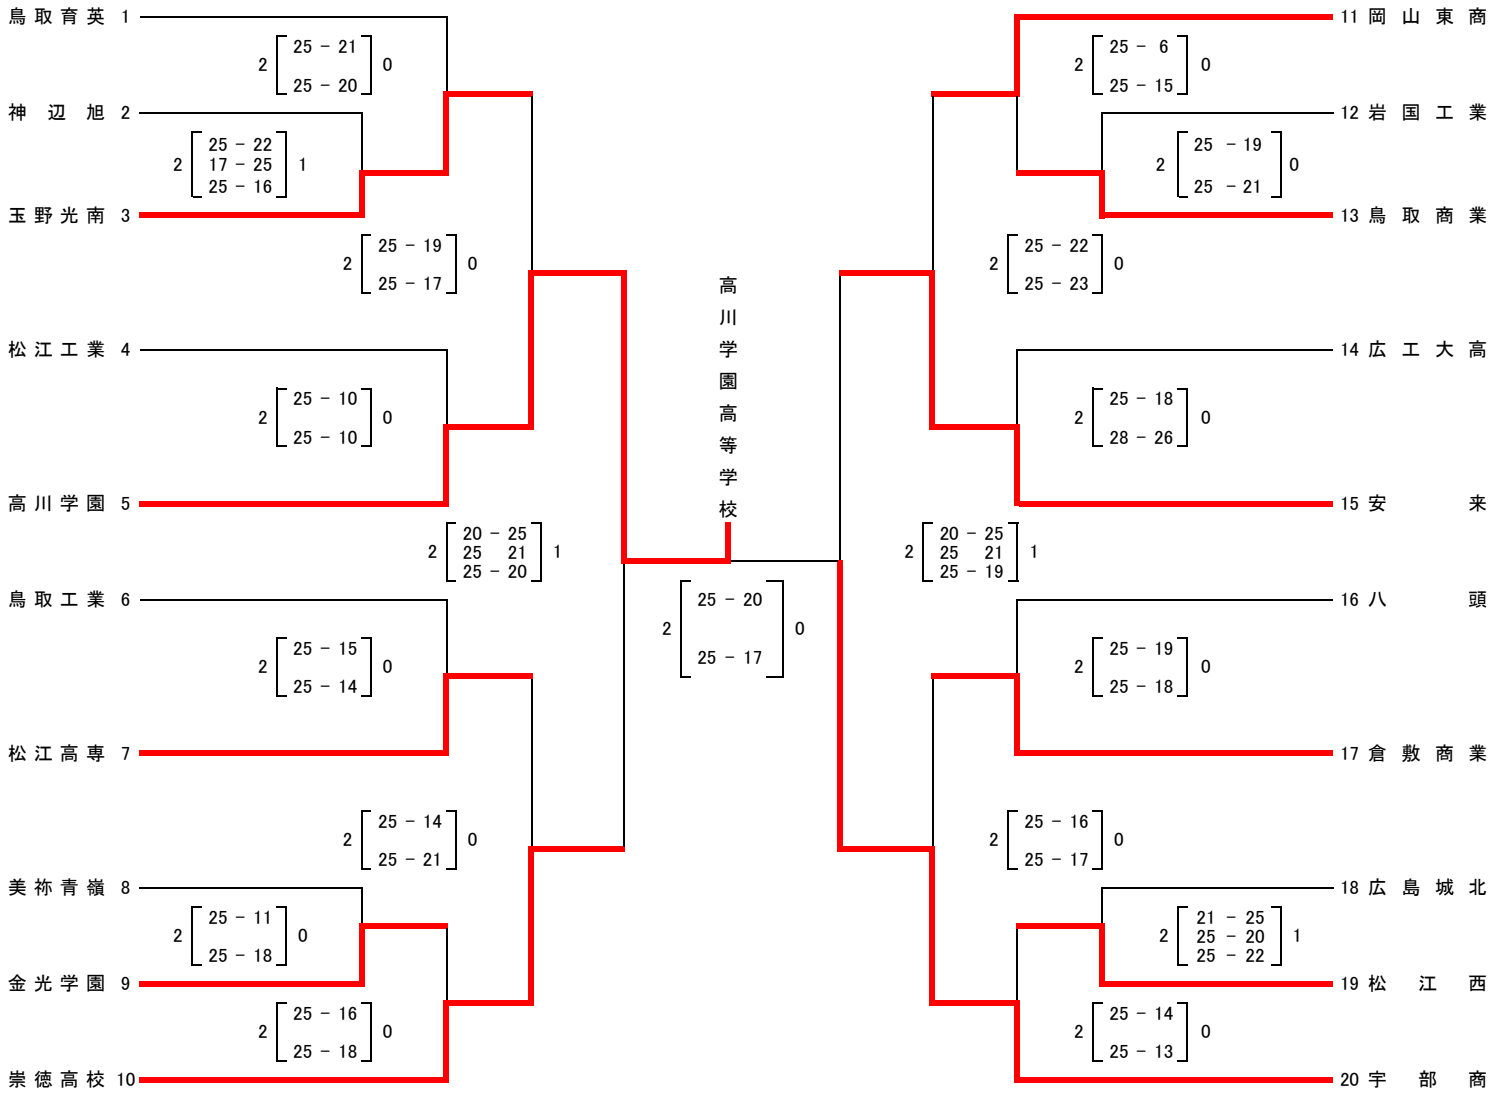 鳥取育英 1
2 25 - 21 0
25 - 20
神辺旭 2
25 - 22
2 17 - 25 1
25 - 16
玉野光南 3
25 - 19
2 0
25 - 17
松江工業 4
25 - 10
2 0
25 - 10
高川学園 5
20 - 25
2 25 21 1
25 - 20
鳥取工業 6
25 - 15
2 0
25 - 14
松江高専 7
25 - 14
2 0
25 - 21
美祢青嶺 8
25 - 11
2 0
25 - 18
金光学園 9
25 - 16
2 0
25 - 18
崇徳高校 10
高川学園高等学校
25 - 20
2 0
25 - 17
11 岡山東商
25 - 6
2 0
25 - 15
12 岩国工業
25 - 19
2 0
25 - 21
13 鳥取商業
25 - 22
2 0
25 - 23
14 広工大高
25 - 18
2 0
28 - 26
15 安来
20 - 25
2 25 21 1
25 - 19
16 八頭
25 - 19
2 0
25 - 18
17 倉敷商業
25 - 16
2 0
25 - 17
18 広島城北
21 - 25
2 25 - 20 1
25 - 22
19 松江西
25 - 14
2 0
25 - 13
20 宇部商